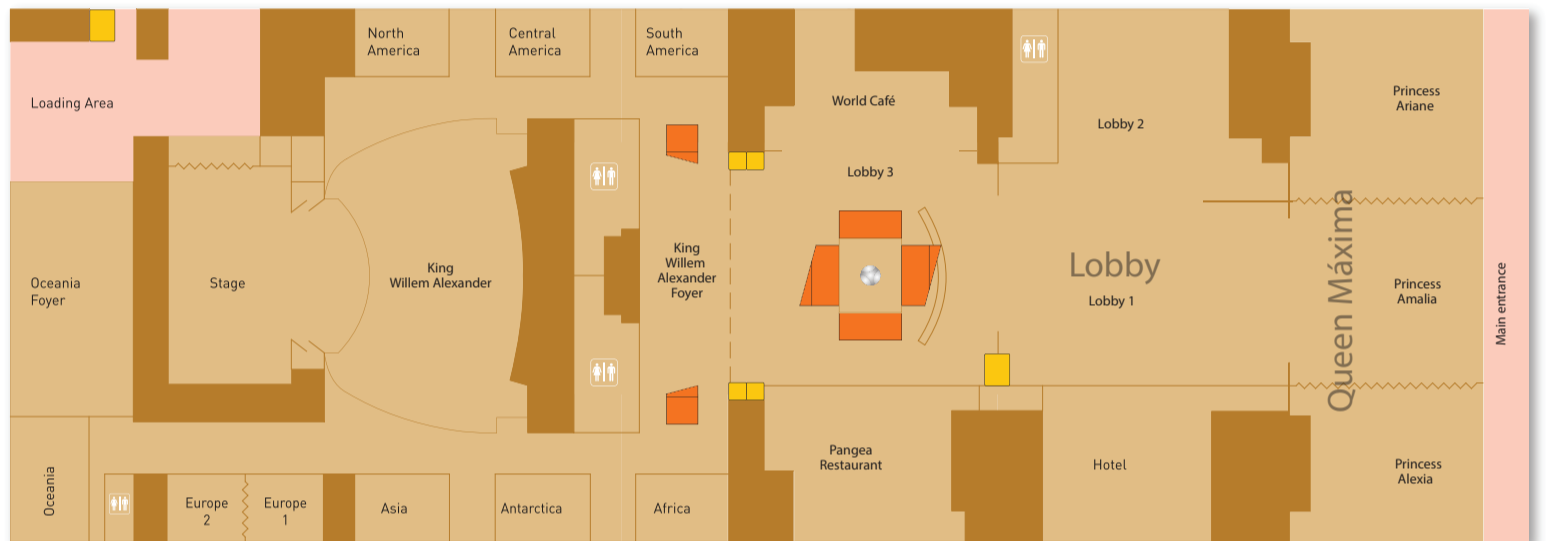 North
America
Central
America
South
America
Loading Area
World Café
Lobby 2
Princess
Ariane
Lobby 3
Oceania
Foyer
Stage
King
Willem Alexander
King
Willem
Alexander
Foyer
Lobby
Lobby 1
Queen Máxima
Princess
Amalia
Main entrance
Oceania
Europe
2
Europe
1
Asia
Antarctica
Africa
Pangea
Restaurant
Hotel
Princess
Alexia